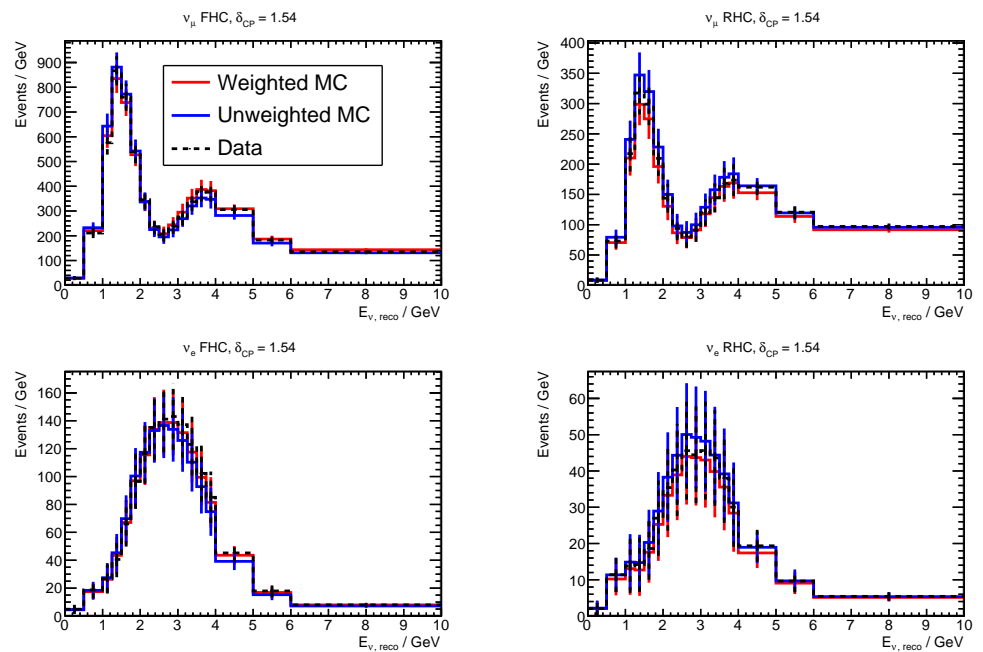 ν_μ FHC, δ_CP = 1.54
Events / GeV
900
800
700
600
500
400
300
200
100
0
Weighted MC
Unweighted MC
Data
0 1 2 3 4 5 6 7 8 9 10
E_ν, reco / GeV
ν_μ RHC, δ_CP = 1.54
Events / GeV
400
350
300
250
200
150
100
50
0
0 1 2 3 4 5 6 7 8 9 10
E_ν, reco / GeV
ν_e FHC, δ_CP = 1.54
Events / GeV
160
140
120
100
80
60
40
20
0
0 1 2 3 4 5 6 7 8 9 10
E_ν, reco / GeV
ν_e RHC, δ_CP = 1.54
Events / GeV
60
50
40
30
20
10
0
0 1 2 3 4 5 6 7 8 9 10
E_ν, reco / GeV